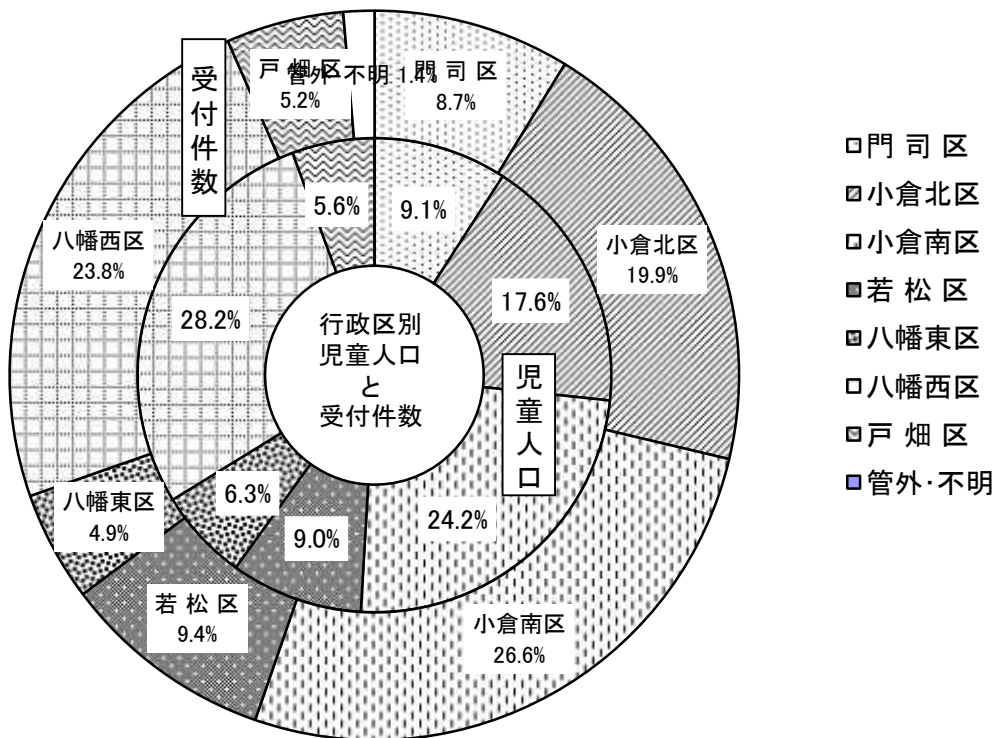 受付件数
戸 畑 区
5.2%
管外・不明 1.4%
門 司 区
8.7%
小倉北区
19.9%
小倉南区
26.6%
若 松 区
9.4%
八幡東区
4.9%
八幡西区
23.8%
5.6%
9.1%
17.6%
24.2%
9.0%
6.3%
28.2%
児童人口
行政区別
児童人口
と
受付件数
門 司 区
小倉北区
小倉南区
若 松 区
八幡東区
八幡西区
戸 畑 区
管外・不明